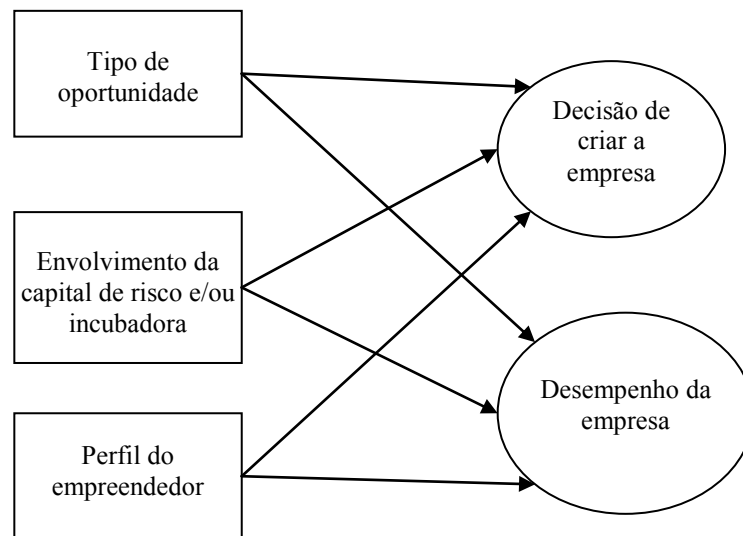 Tipo de
oportunidade
Decisão de
criar a
empresa
Envolvimento da
capital de risco e/ou
incubadora
Desempenho da
empresa
Perfil do
empreendedor